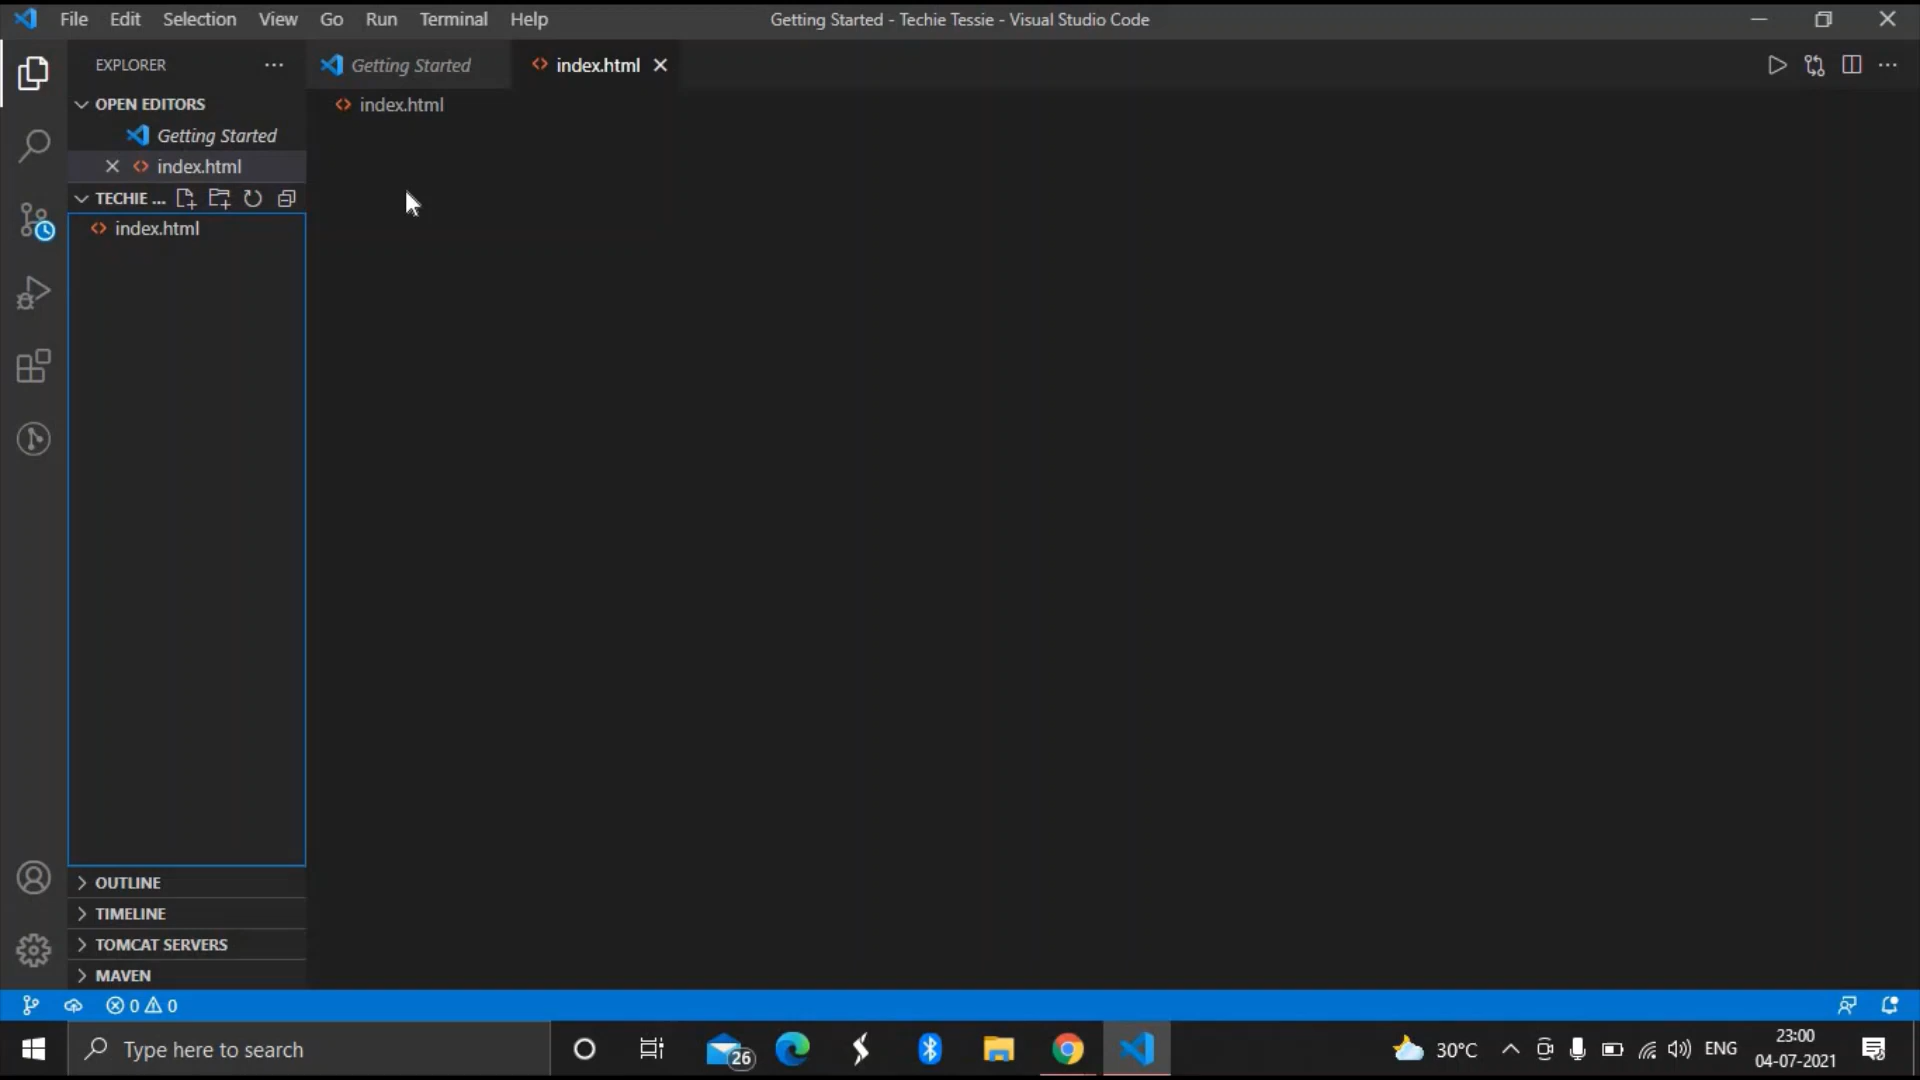 File Edit Selection View Go Run Terminal Help
Getting Started - Techie Tessie - Visual Studio Code
EXPLORER
Getting Started
index.html
OPEN EDITORS
index.html
Getting Started
index.html
TECHIE ...
index.html
OUTLINE
TIMELINE
TOMCAT SERVERS
MAVEN
0 0
Type here to search
26
30°C
ENG
23:00
04-07-2021